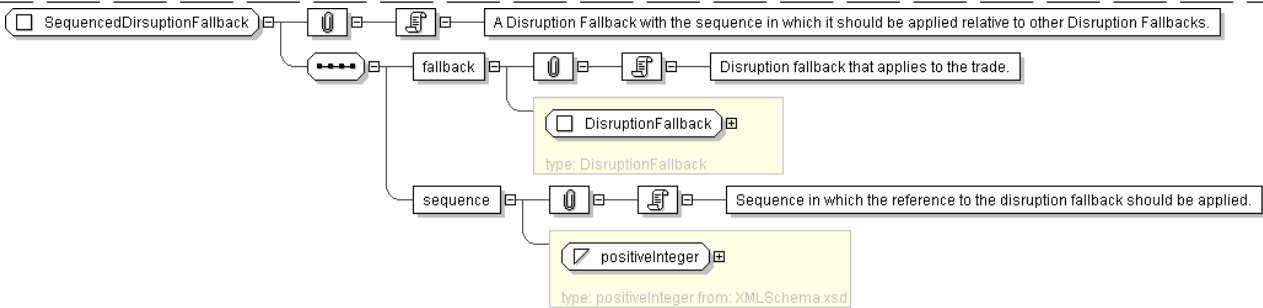 SequencedDirsuptionFallback
A Disruption Fallback with the sequence in which it should be applied relative to other Disruption Fallbacks.
fallback
Disruption fallback that applies to the trade.
DisruptionFallback
type: DisruptionFallback
sequence
Sequence in which the reference to the disruption fallback should be applied.
positiveInteger
type: positiveInteger from: XMLSchema.xsd